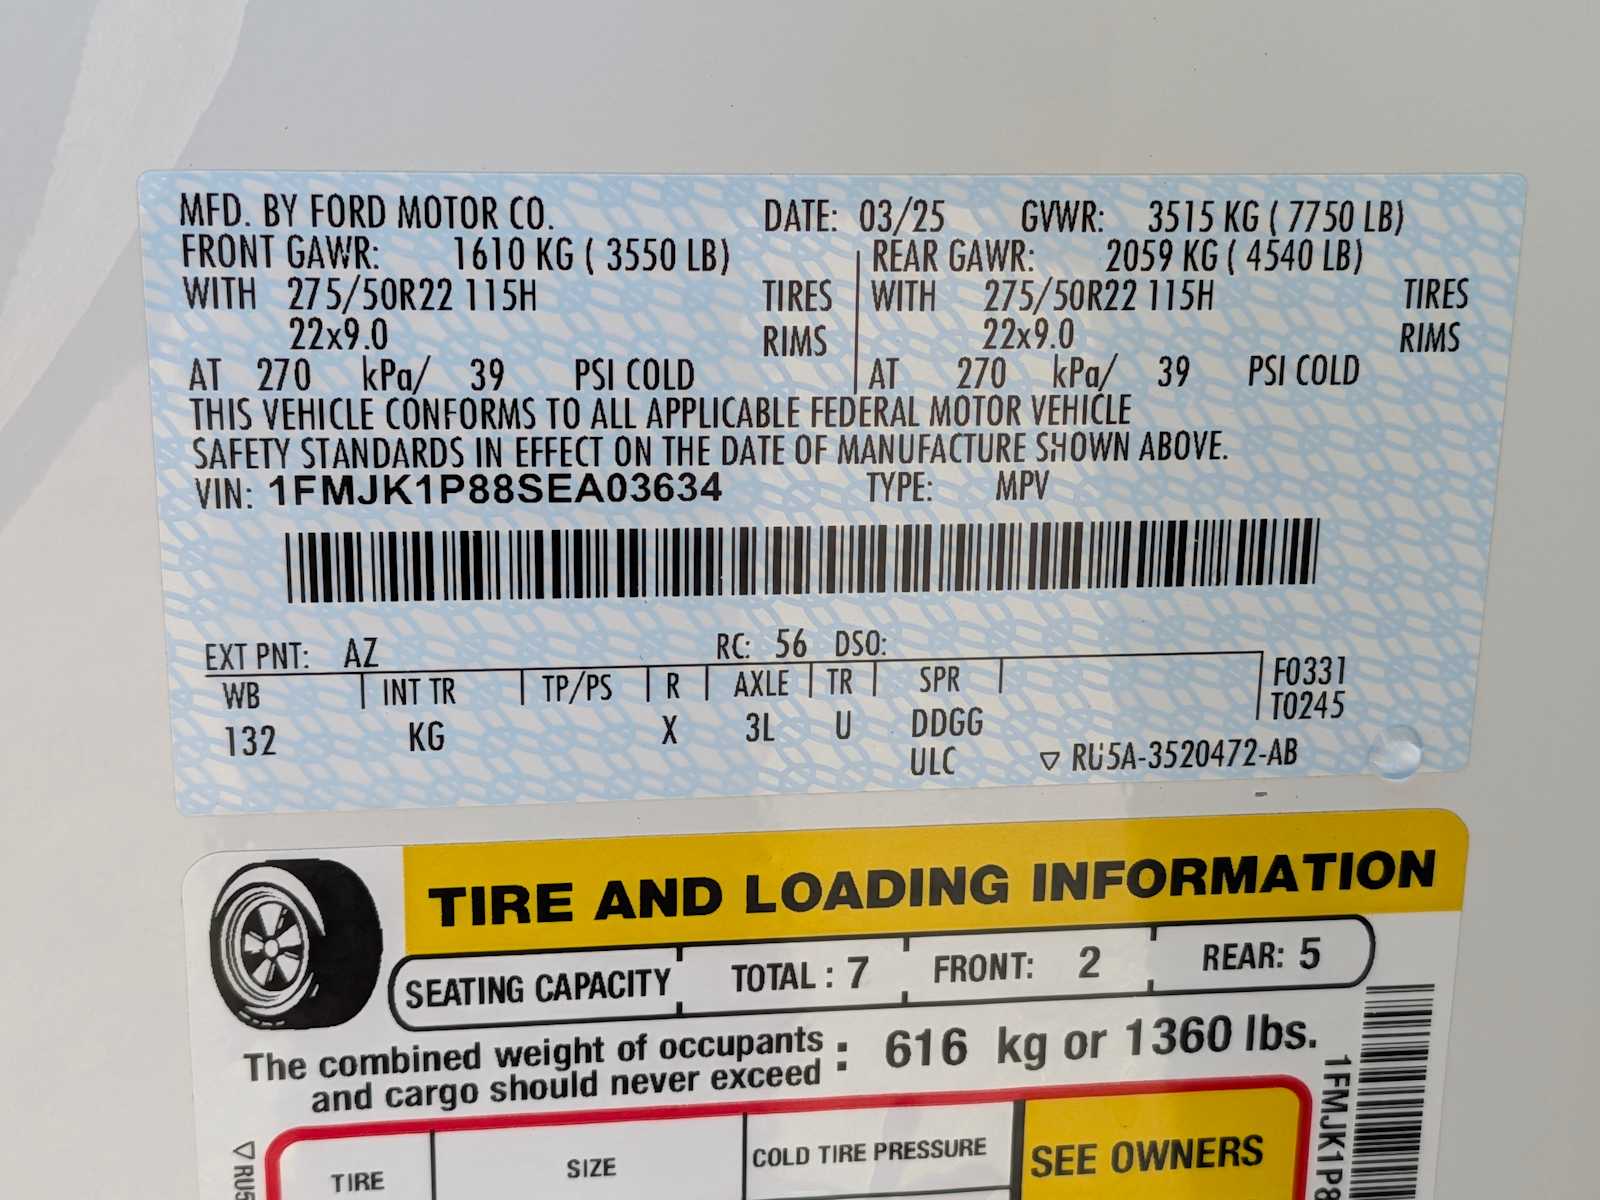 MFD. BY FORD MOTOR CO. DATE: 03/25 GVWR: 3515 KG ( 7750 LB)
FRONT GAWR: 1610 KG ( 3550 LB) REAR GAWR: 2059 KG ( 4540 LB)
WITH 275/50R22 115H TIRES WITH 275/50R22 115H TIRES
22x9.0 RIMS 22x9.0 RIMS
AT 270 kPa/ 39 PSI COLD AT 270 kPa/ 39 PSI COLD
THIS VEHICLE CONFORMS TO ALL APPLICABLE FEDERAL MOTOR VEHICLE
SAFETY STANDARDS IN EFFECT ON THE DATE OF MANUFACTURE SHOWN ABOVE.
VIN: 1FMJK1P88SEA03634 TYPE: MPV
EXT PNT: AZ RC: 56 DSO:
WB INT TR TP/PS R AXLE TR SPR F0331
T0245
132 KG X 3L U DDGG
ULC ▽ RU5A-3520472-AB
TIRE AND LOADING INFORMATION
SEATING CAPACITY TOTAL : 7 FRONT: 2 REAR: 5
The combined weight of occupants
and cargo should never exceed : 616 kg or 1360 lbs.
TIRE SIZE COLD TIRE PRESSURE SEE OWNERS
1FMJK1P8
▽ RU5